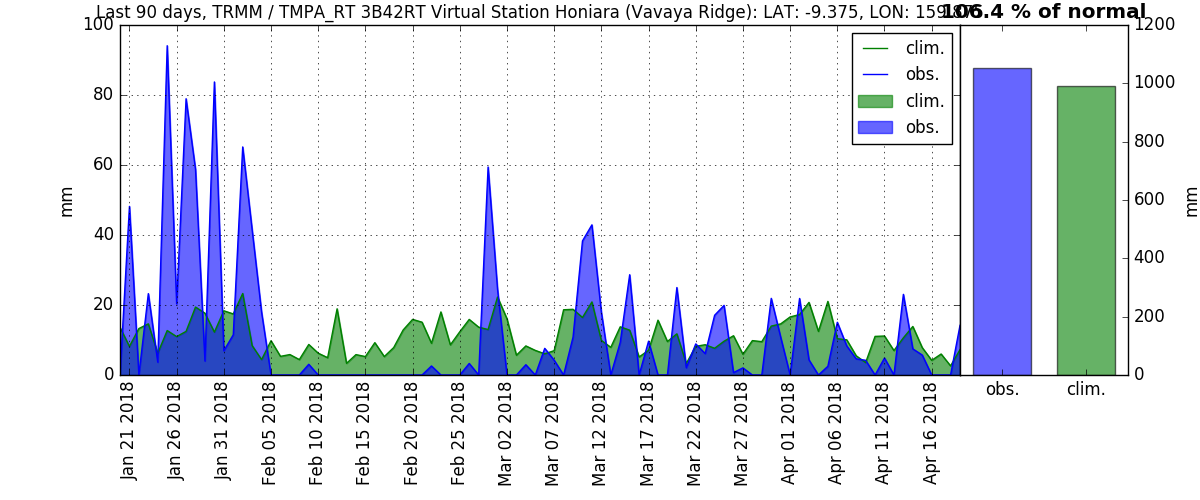 Last 90 days, TRMM / TMPA_RT 3B42RT Virtual Station Honiara (Vavaya Ridge): LAT: -9.375, LON:
106.4 % of normal
100
80
60
40
20
0
mm
clim.
obs.
clim.
obs.
1200
1000
800
600
400
200
0
mm
Jan 21 2018
Jan 26 2018
Jan 31 2018
Feb 05 2018
Feb 10 2018
Feb 15 2018
Feb 20 2018
Feb 25 2018
Mar 02 2018
Mar 07 2018
Mar 12 2018
Mar 17 2018
Mar 22 2018
Mar 27 2018
Apr 01 2018
Apr 06 2018
Apr 11 2018
Apr 16 2018
obs.
clim.